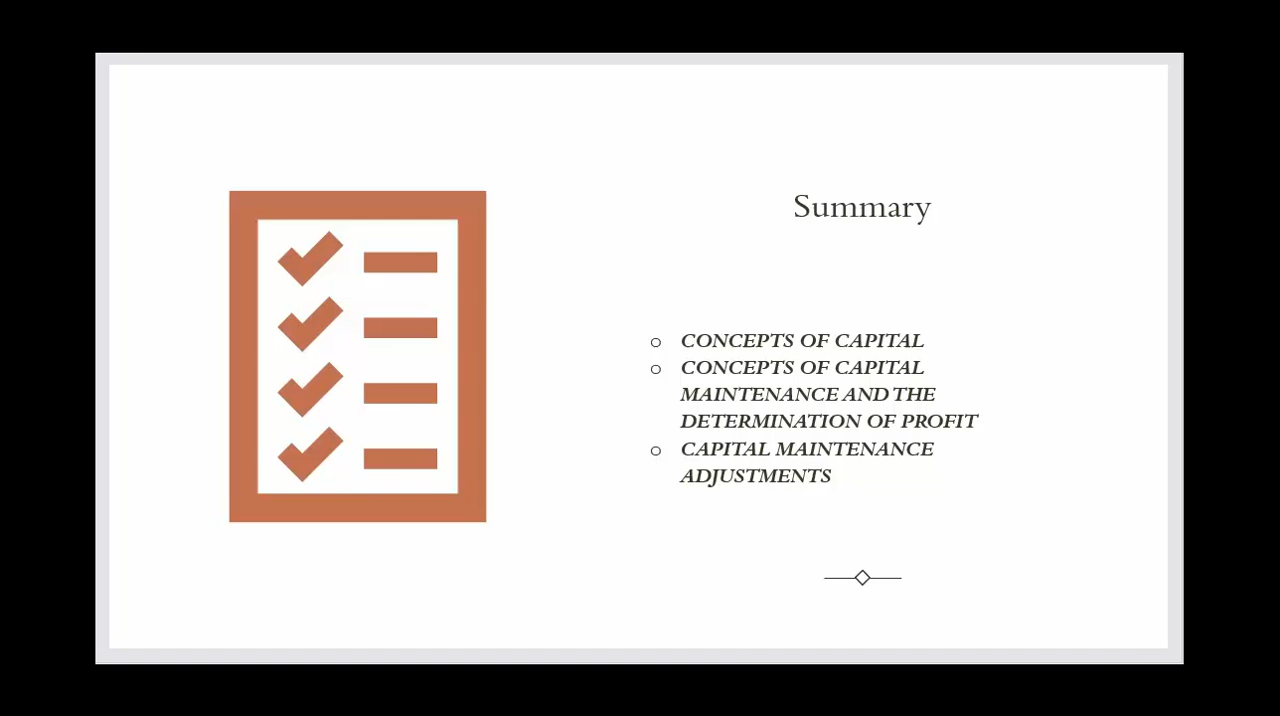 Summary
o CONCEPTS OF CAPITAL
o CONCEPTS OF CAPITAL
MAINTENANCE AND THE
DETERMINATION OF PROFIT
o CAPITAL MAINTENANCE
ADJUSTMENTS